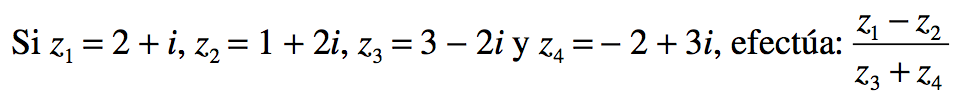 Si z₁ = 2 + i, z₂ = 1 + 2i, z₃ = 3 − 2i y z₄ = − 2 + 3i, efectúa: (z₁ − z₂)/(z₃ + z₄)